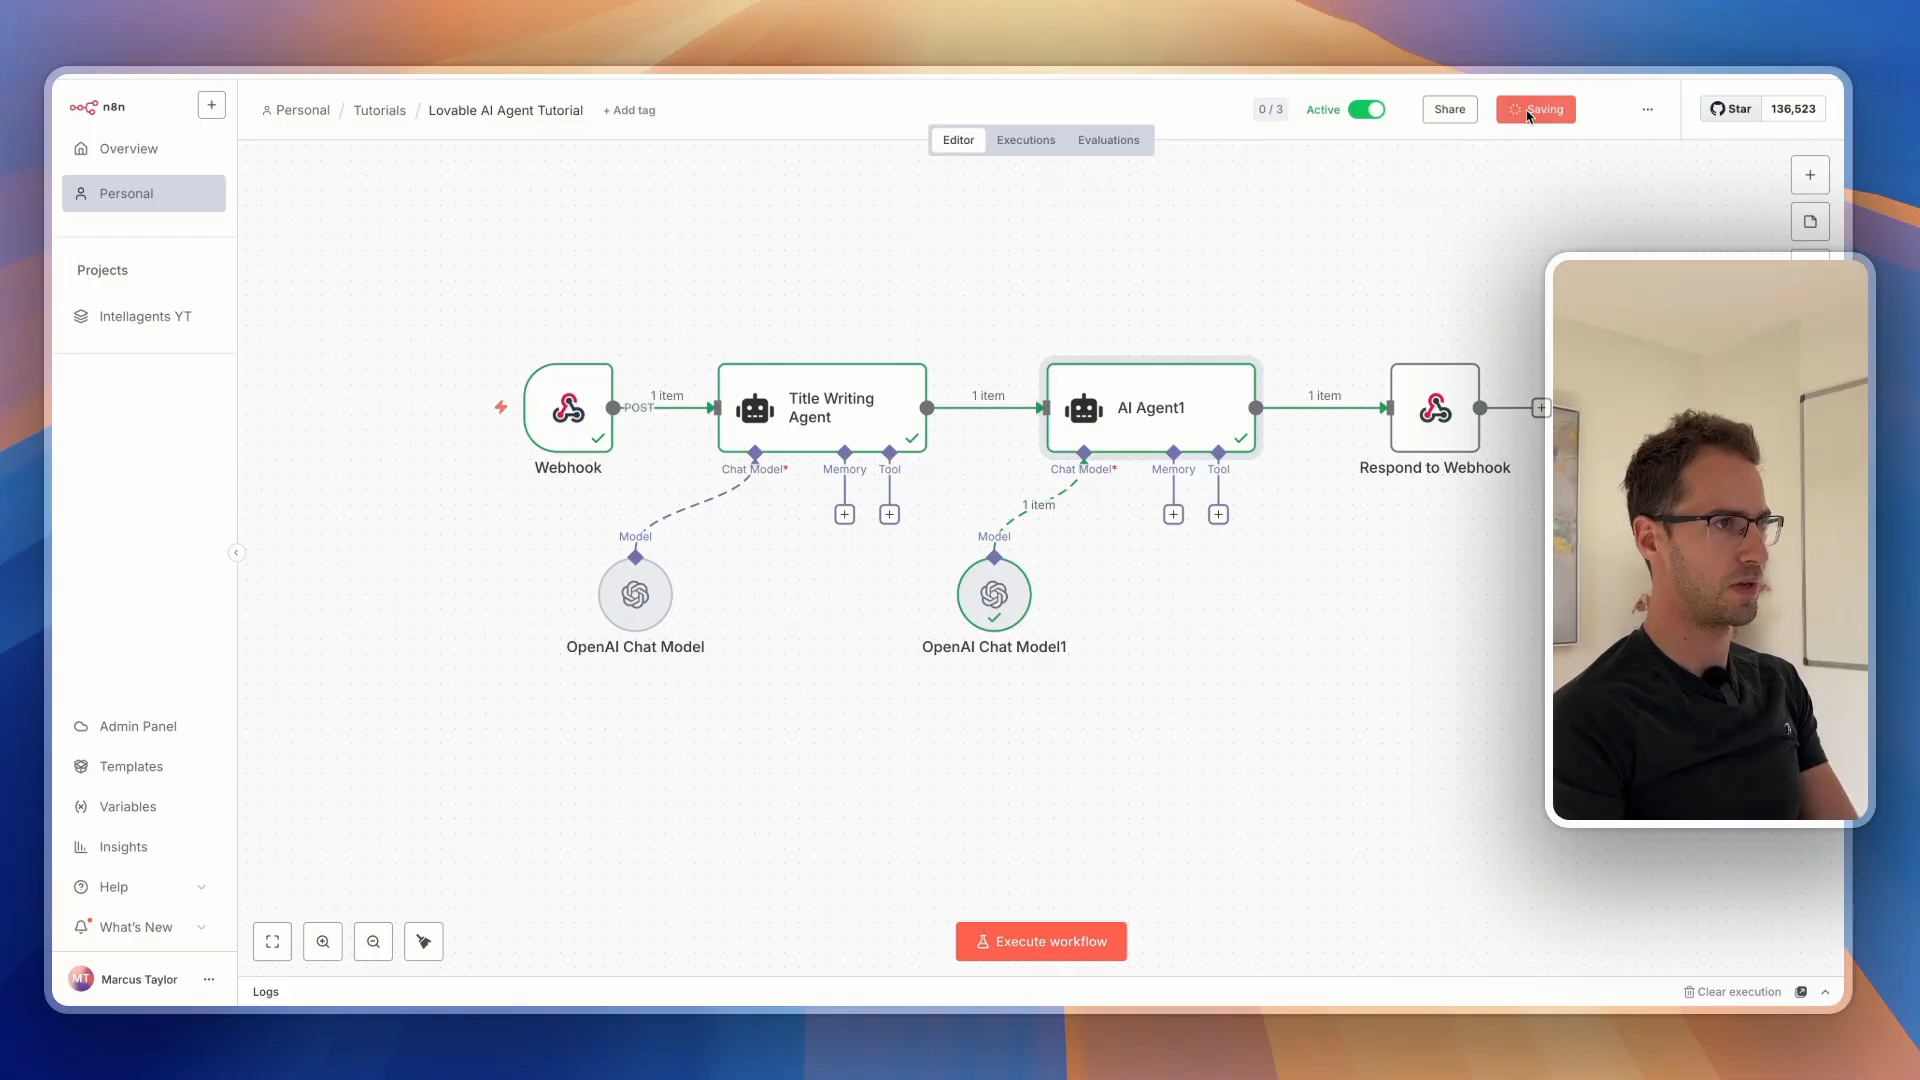 n8n
Personal / Tutorials / Lovable AI Agent Tutorial + Add tag
0 / 3
Active
Share
Saving
Star 136,523
Editor Executions Evaluations
Overview
Personal
Projects
Intellagents YT
Admin Panel
Templates
Variables
Insights
Help
What's New
MT Marcus Taylor
POST
1 item
1 item
1 item
Title Writing
Agent
AI Agent1
Webhook
Chat Model*
Memory
Tool
Chat Model*
Memory
Tool
Respond to Webhook
1 item
Model
Model
OpenAI Chat Model
OpenAI Chat Model1
Execute workflow
Logs
Clear execution